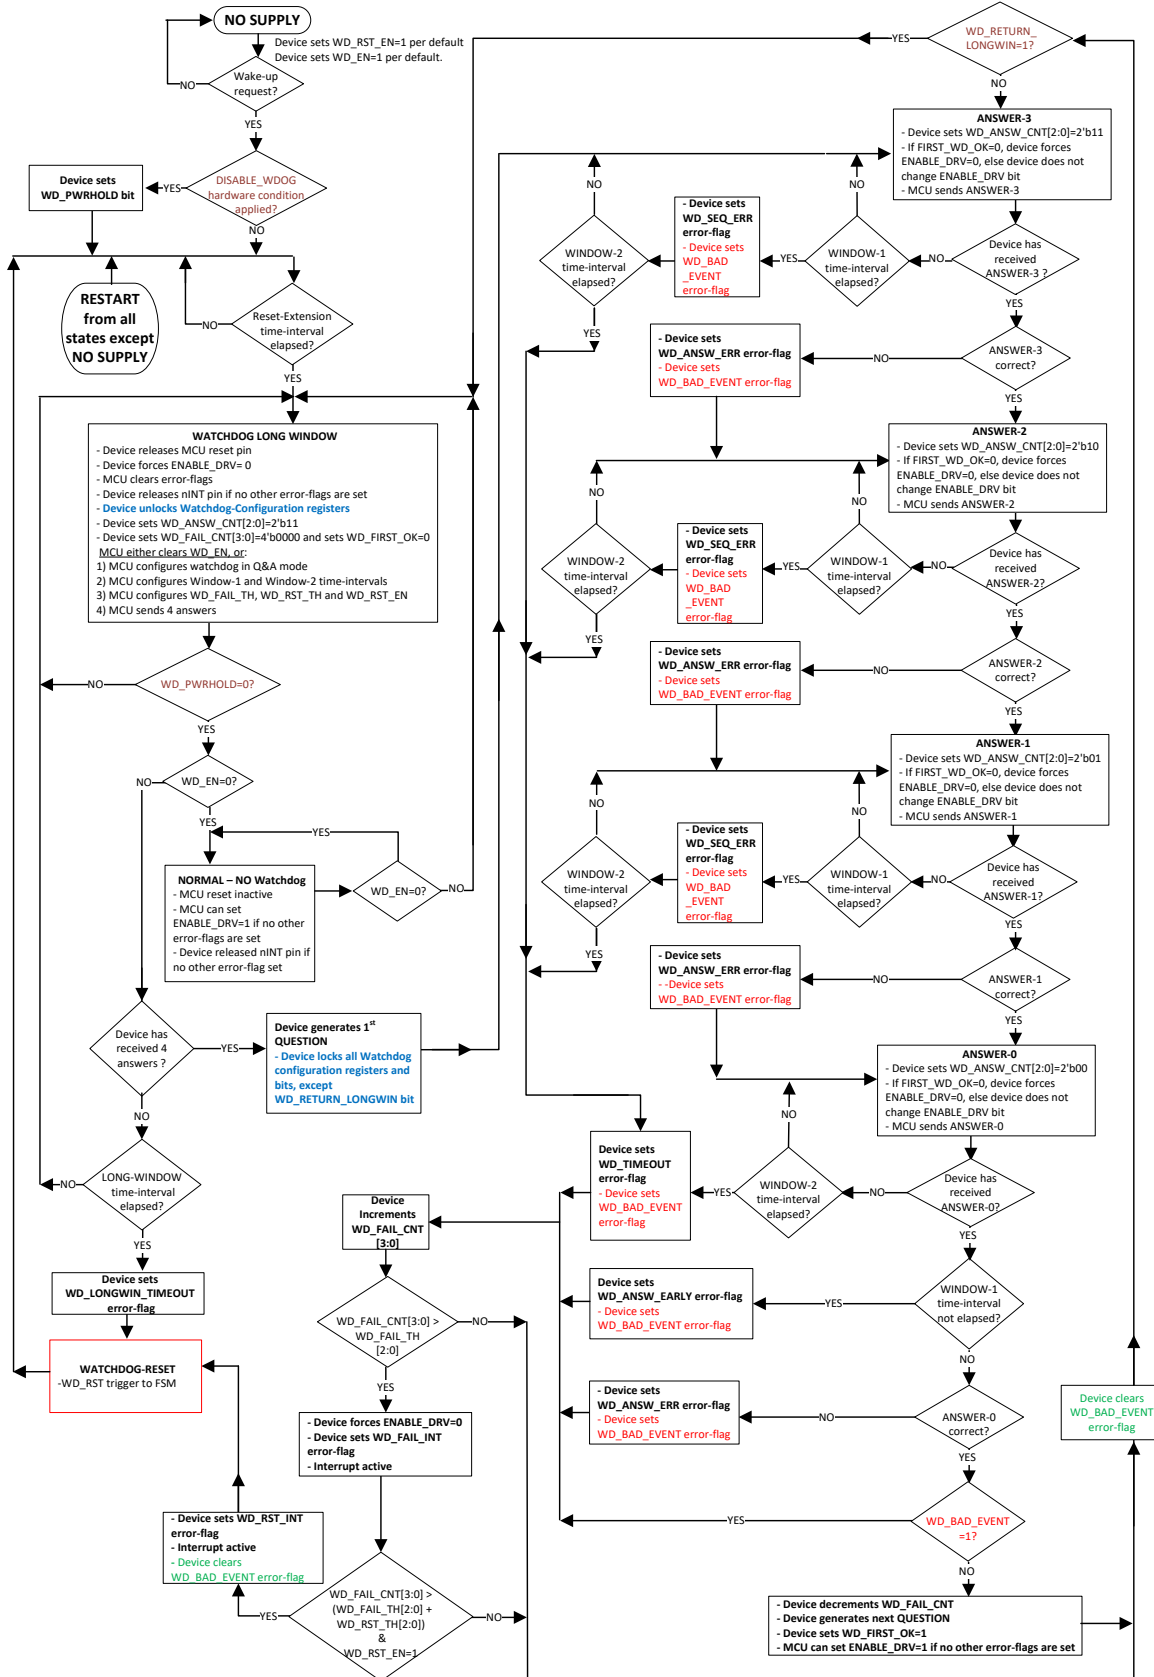 NO SUPPLY
Device sets WD_RST_EN=1 per default
Device sets WD_EN=1 per default.
Wake-up
request?
NO
YES
DISABLE_WDOG
hardware condition
applied?
YES
NO
Device sets
WD_PWRHOLD bit
RESTART
from all
states except
NO SUPPLY
Reset-Extension
time-interval
elapsed?
NO
YES
WATCHDOG LONG WINDOW
- Device releases MCU reset pin
- Device forces ENABLE_DRV= 0
- MCU clears error-flags
- Device releases nINT pin if no other error-flags are set
- Device unlocks Watchdog-Configuration registers
- Device sets WD_ANSW_CNT[2:0]=2'b11
- Device sets WD_FAIL_CNT[3:0]=4'b0000 and sets WD_FIRST_OK=0
MCU either clears WD_EN, or:
1) MCU configures watchdog in Q&A mode
2) MCU configures Window-1 and Window-2 time-intervals
3) MCU configures WD_FAIL_TH, WD_RST_TH and WD_RST_EN
4) MCU sends 4 answers
WD_PWRHOLD=0?
NO
YES
WD_EN=0?
NO
YES
NORMAL – NO Watchdog
- MCU reset inactive
- MCU can set
ENABLE_DRV=1 if no other
error-flags are set
- Device released nINT pin if
no other error-flag set
WD_EN=0?
YES
NO
Device has
received 4
answers ?
YES
NO
Device generates 1st
QUESTION
- Device locks all Watchdog
configuration registers and
bits, except
WD_RETURN_LONGWIN bit
LONG-WINDOW
time-interval
elapsed?
NO
YES
Device sets
WD_LONGWIN_TIMEOUT
error-flag
WATCHDOG-RESET
-WD_RST trigger to FSM
WD_RETURN_
LONGWIN=1?
YES
NO
ANSWER-3
- Device sets WD_ANSW_CNT[2:0]=2'b11
- If FIRST_WD_OK=0, device forces
ENABLE_DRV=0, else device does not
change ENABLE_DRV bit
- MCU sends ANSWER-3
Device has
received
ANSWER-3 ?
NO
YES
WINDOW-1
time-interval
elapsed?
NO
YES
- Device sets
WD_SEQ_ERR
error-flag
- Device sets
WD_BAD
_EVENT
error-flag
WINDOW-2
time-interval
elapsed?
NO
YES
ANSWER-3
correct?
NO
YES
- Device sets
WD_ANSW_ERR error-flag
- Device sets
WD_BAD_EVENT error-flag
ANSWER-2
- Device sets WD_ANSW_CNT[2:0]=2'b10
- If FIRST_WD_OK=0, device forces
ENABLE_DRV=0, else device does not
change ENABLE_DRV bit
- MCU sends ANSWER-2
Device has
received
ANSWER-2?
NO
YES
WINDOW-1
time-interval
elapsed?
NO
YES
- Device sets
WD_SEQ_ERR
error-flag
- Device sets
WD_BAD
_EVENT
error-flag
WINDOW-2
time-interval
elapsed?
NO
YES
ANSWER-2
correct?
NO
YES
- Device sets
WD_ANSW_ERR error-flag
- Device sets
WD_BAD_EVENT error-flag
ANSWER-1
- Device sets WD_ANSW_CNT[2:0]=2'b01
- If FIRST_WD_OK=0, device forces
ENABLE_DRV=0, else device does not
change ENABLE_DRV bit
- MCU sends ANSWER-1
Device has
received
ANSWER-1?
NO
YES
WINDOW-1
time-interval
elapsed?
NO
YES
- Device sets
WD_SEQ_ERR
error-flag
- Device sets
WD_BAD
_EVENT
error-flag
WINDOW-2
time-interval
elapsed?
NO
YES
ANSWER-1
correct?
NO
YES
- Device sets
WD_ANSW_ERR error-flag
- -Device sets
WD_BAD_EVENT error-flag
ANSWER-0
- Device sets WD_ANSW_CNT[2:0]=2'b00
- If FIRST_WD_OK=0, device forces
ENABLE_DRV=0, else device does not
change ENABLE_DRV bit
- MCU sends ANSWER-0
Device has
received
ANSWER-0?
NO
YES
WINDOW-2
time-interval
elapsed?
NO
YES
Device sets
WD_TIMEOUT
error-flag
- Device sets
WD_BAD_EVENT
error-flag
WINDOW-1
time-interval
not elapsed?
YES
NO
Device sets
WD_ANSW_EARLY error-flag
- Device sets
WD_BAD_EVENT error-flag
ANSWER-0
correct?
NO
YES
- Device sets
WD_ANSW_ERR error-flag
- Device sets
WD_BAD_EVENT error-flag
WD_BAD_EVENT
=1?
YES
NO
- Device decrements WD_FAIL_CNT
- Device generates next QUESTION
- Device sets WD_FIRST_OK=1
- MCU can set ENABLE_DRV=1 if no other error-flags are set
Device clears
WD_BAD_EVENT
error-flag
Device
Increments
WD_FAIL_CNT
[3:0]
WD_FAIL_CNT[3:0] >
WD_FAIL_TH
[2:0]
NO
YES
- Device forces ENABLE_DRV=0
- Device sets WD_FAIL_INT
error-flag
- Interrupt active
WD_FAIL_CNT[3:0] >
(WD_FAIL_TH[2:0] +
WD_RST_TH[2:0])
&
WD_RST_EN=1
NO
YES
- Device sets WD_RST_INT
error-flag
- Interrupt active
- Device clears
WD_BAD_EVENT error-flag